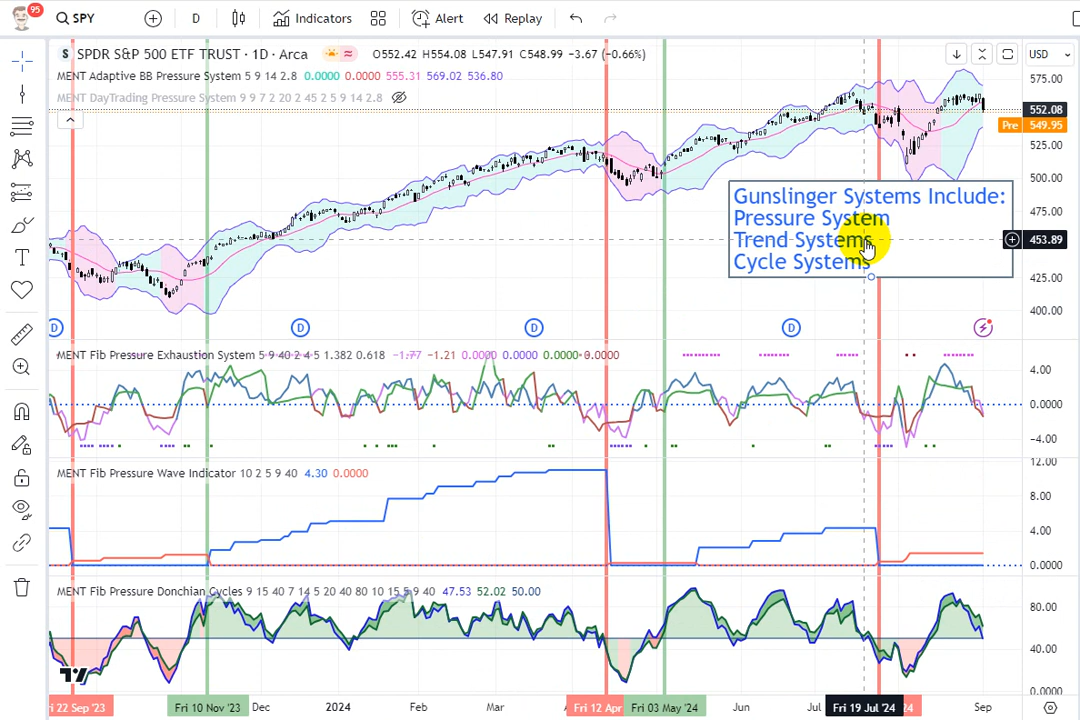 95
SPY
D
Indicators
Alert
Replay
S SPDR S&P 500 ETF TRUST · 1D · Arca O552.42 H554.08 L547.91 C548.99 -3.67 (-0.66%)
USD
MENT Adaptive BB Pressure System 5 9 14 2.8 0.0000 0.0000 555.31 569.02 536.80
MENT DayTrading Pressure System 9 9 7 2 20 2 45 2 5 9 14 2.8
575.00
552.08
Pre 549.95
525.00
500.00
475.00
453.89
425.00
400.00
Gunslinger Systems Include:
Pressure System
Trend Systems
Cycle Systems
D D D
MENT Fib Pressure Exhaustion System 5 9 40 2 4 5 1.382 0.618 -1.77 -1.21 0.0000 0.0000 0.0000 0.0000
4.00
0.0000
-4.00
MENT Fib Pressure Wave Indicator 10 2 5 9 40 4.30 0.0000
12.00
8.00
4.00
0.0000
MENT Fib Pressure Donchian Cycles 9 15 40 7 14 5 20 40 80 10 15.5 9 40 47.53 52.02 50.00
80.00
40.00
0.0000
Fri 22 Sep '23 Fri 10 Nov '23 Dec 2024 Feb Mar Fri 12 Apr Fri 03 May '24 Jun Fri 19 Jul '24 24 Sep